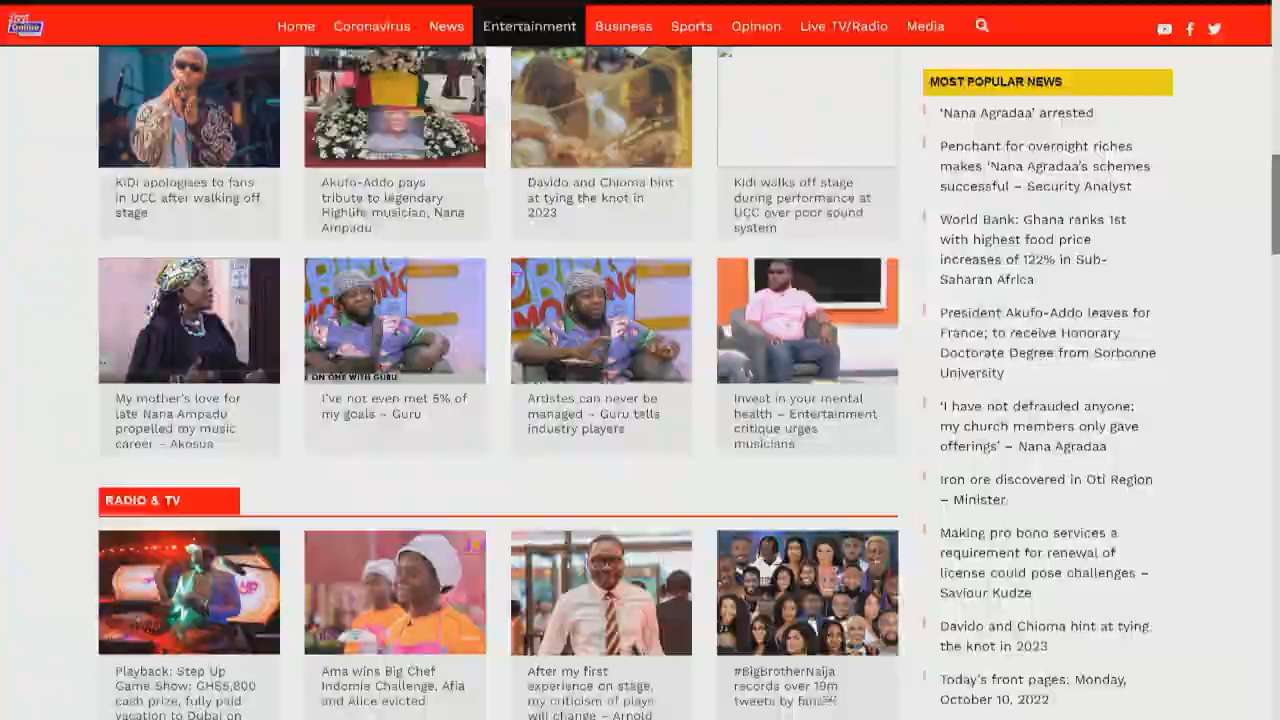 Online
Home
Coronavirus
News
Entertainment
Business
Sports
Opinion
Live TV/Radio
Media
KiDi apologises to fans
in UCC after walking off
stage
Akufo-Addo pays
tribute to legendary
Highlife musician, Nana
Ampadu
Davido and Chioma hint
at tying the knot in
2023
Kidi walks off stage
during performance at
UCC over poor sound
system
ON ONE WITH GURU
My mother's love for
late Nana Ampadu
propelled my music
career – Akosua
I've not even met 5% of
my goals – Guru
Artistes can never be
managed – Guru tells
industry players
Invest in your mental
health – Entertainment
critique urges
musicians
RADIO & TV
Playback: Step Up
Game Show: GH65,800
cash prize, fully paid
vacation to Dubai on
Ama wins Big Chef
Indomie Challenge, Afia
and Alice evicted
After my first
experience on stage,
my criticism of plays
will change – Arnold
#BigBrotherNaija
records over 19m
tweets by fans
MOST POPULAR NEWS
'Nana Agradaa' arrested
Penchant for overnight riches
makes 'Nana Agradaa's schemes
successful – Security Analyst
World Bank: Ghana ranks 1st
with highest food price
increases of 122% in Sub-
Saharan Africa
President Akufo-Addo leaves for
France; to receive Honorary
Doctorate Degree from Sorbonne
University
'I have not defrauded anyone;
my church members only gave
offerings' – Nana Agradaa
Iron ore discovered in Oti Region
– Minister
Making pro bono services a
requirement for renewal of
license could pose challenges –
Saviour Kudze
Davido and Chioma hint at tying
the knot in 2023
Today's front pages: Monday,
October 10, 2022